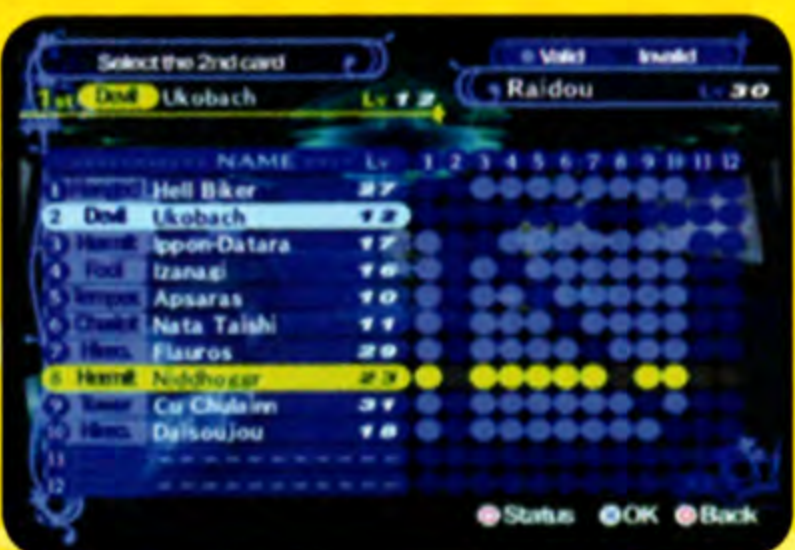 Select the 2nd card
Valid Invalid
1st Devil Ukobach Lv 12
Raidou Lv 30
NAME Lv 1 2 3 4 5 6 7 8 9 10 11 12
1 Hell Biker 27
2 Devil Ukobach 12
3 Hermit Ippon-Datara 17
4 Fool Izanagi 16
5 Temper. Apsaras 10
6 Chariot Nata Taishi 11
7 Hiero. Flauros 29
8 Hermit Niddhoggr 23
9 Tower Cu Chulainn 31
10 Hiero. Daisoujou 18
11
12
Status OK Back